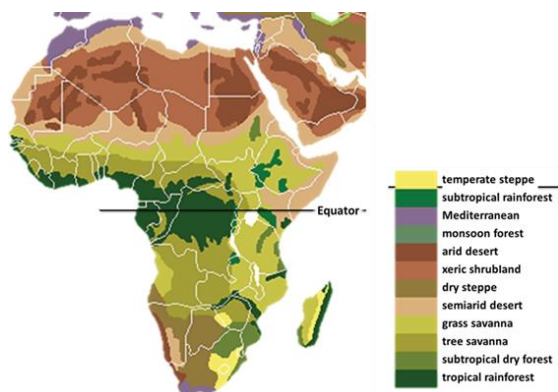 Equator
temperate steppe
subtropical rainforest
Mediterranean
monsoon forest
arid desert
xeric shrubland
dry steppe
semiarid desert
grass savanna
tree savanna
subtropical dry forest
tropical rainforest